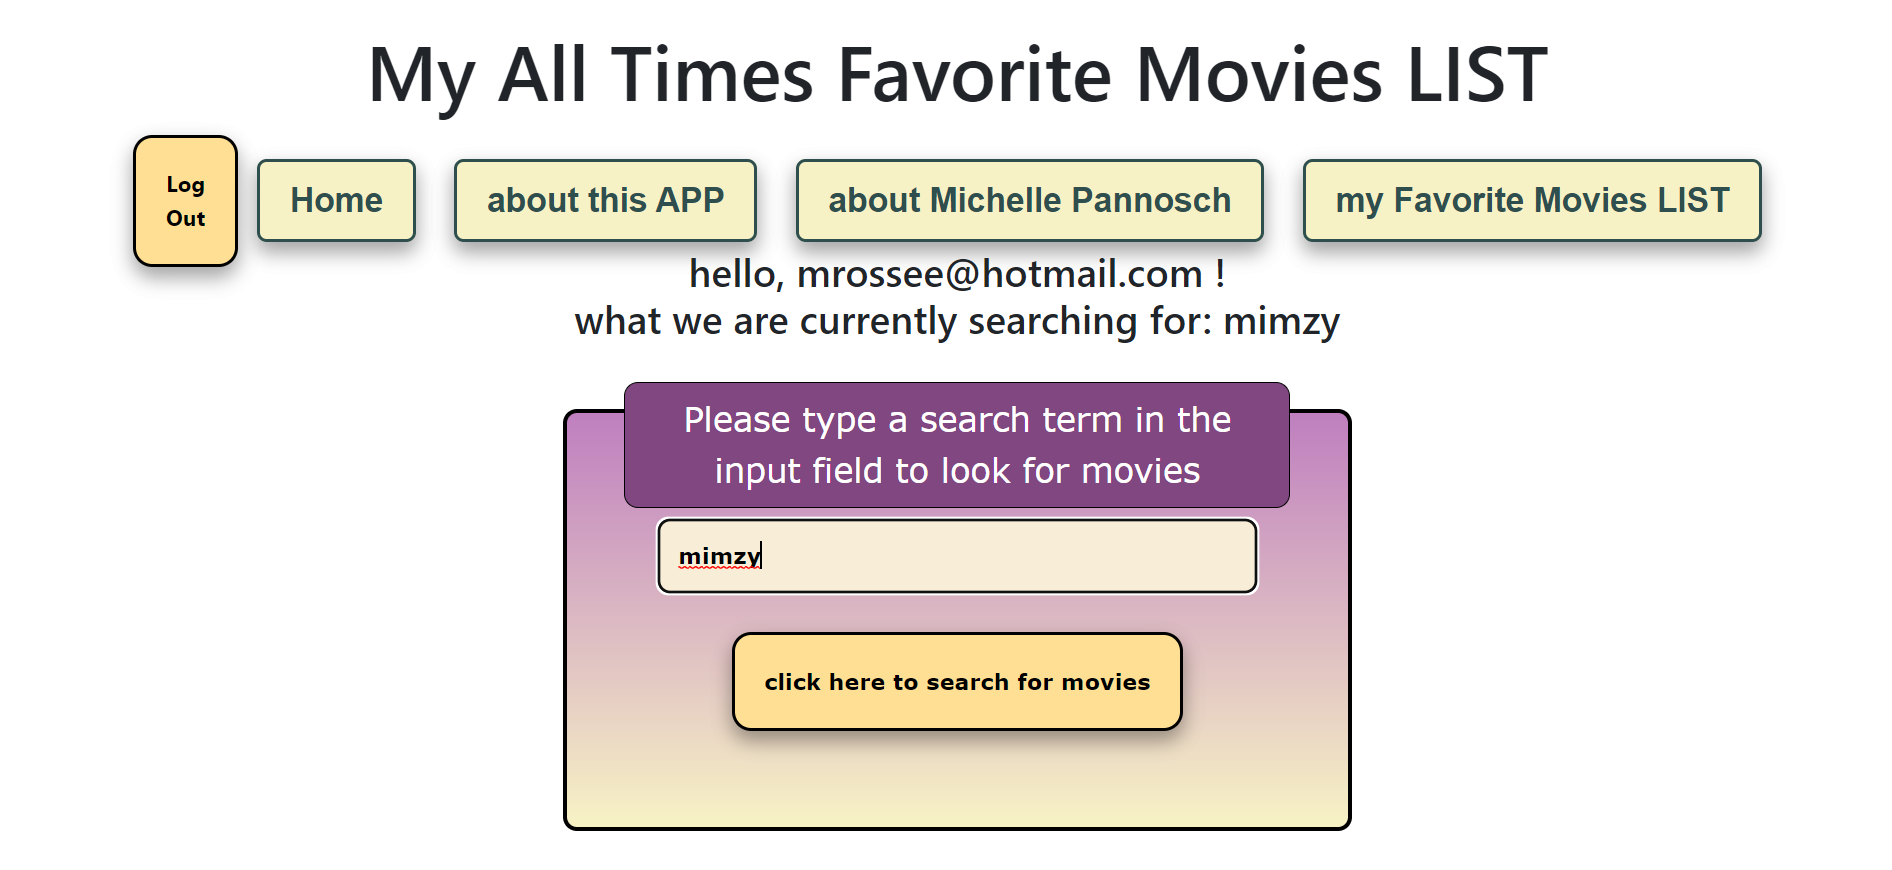 My All Times Favorite Movies LIST
Log
Out
Home
about this APP
about Michelle Pannosch
my Favorite Movies LIST
hello, mrossee@hotmail.com !
what we are currently searching for: mimzy
Please type a search term in the
input field to look for movies
mimzy
click here to search for movies